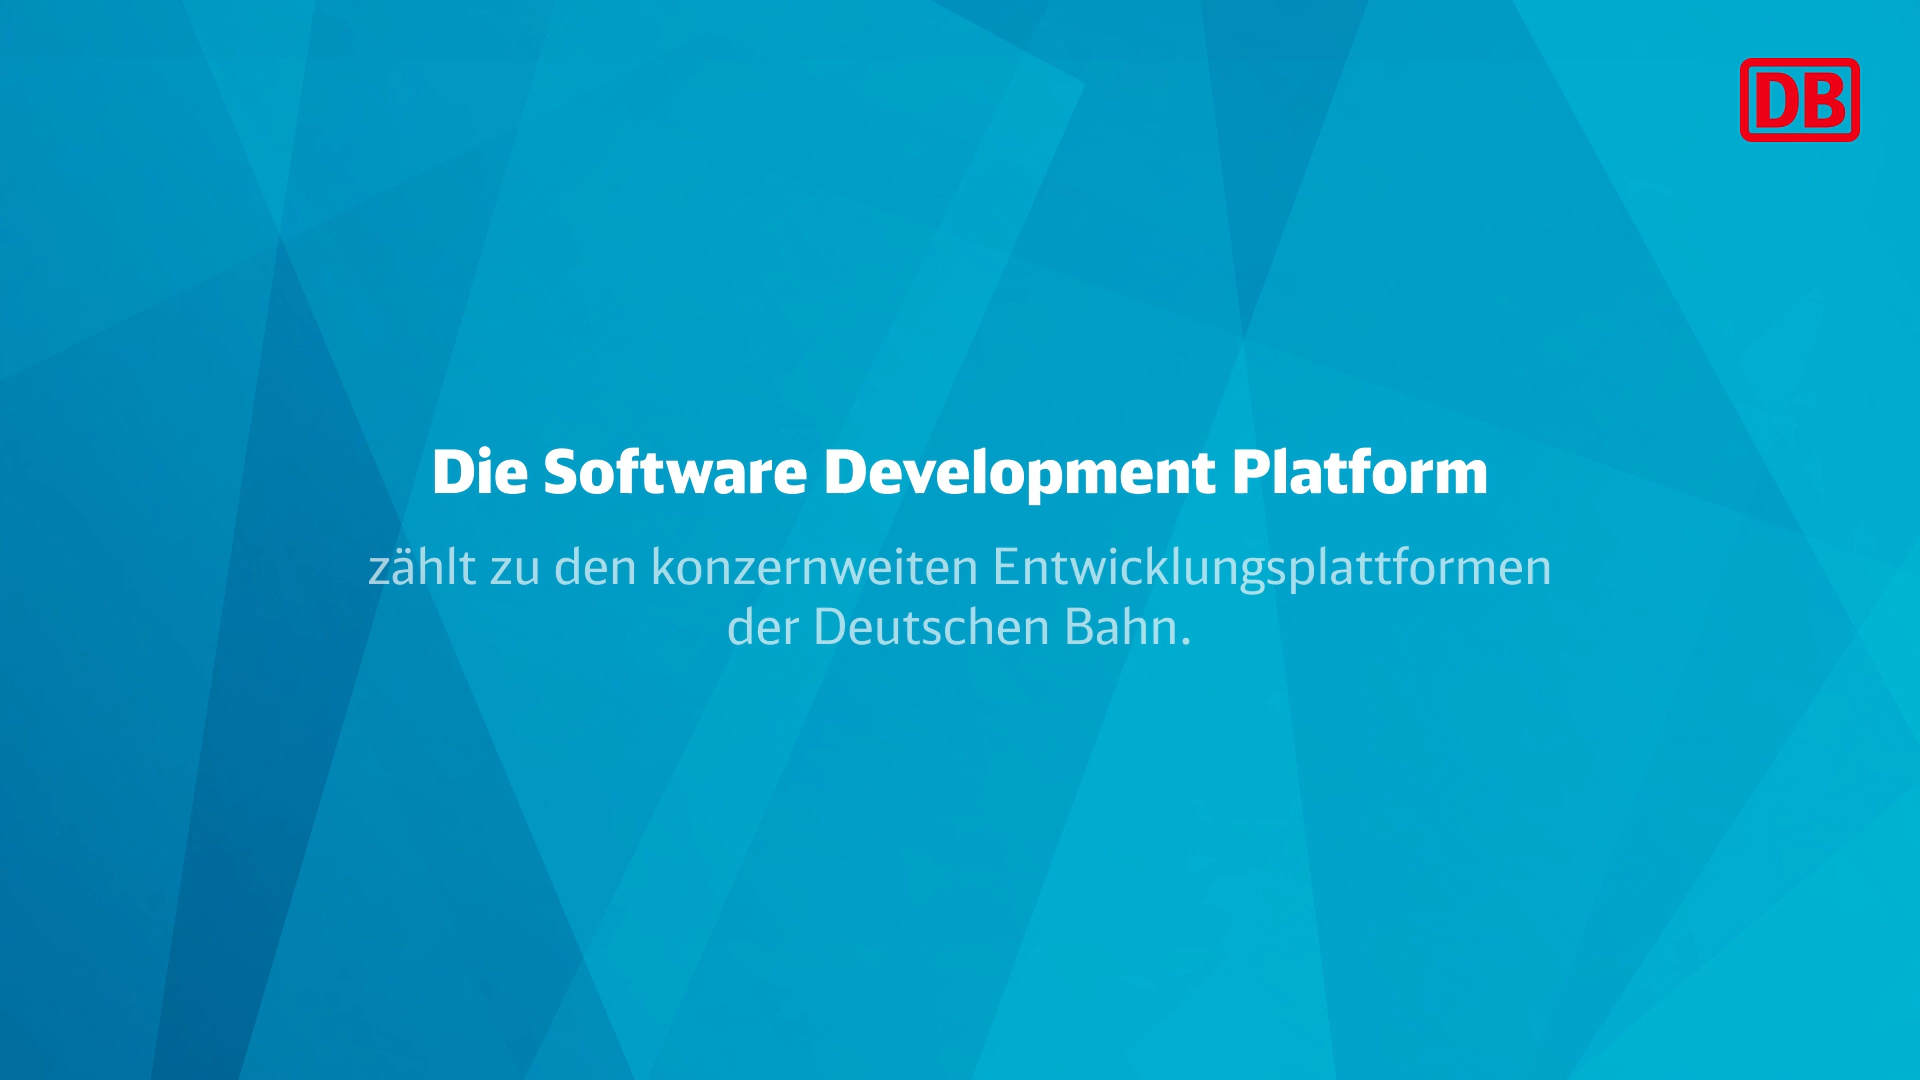 DB
Die Software Development Platform
zählt zu den konzernweiten Entwicklungsplattformen
der Deutschen Bahn.